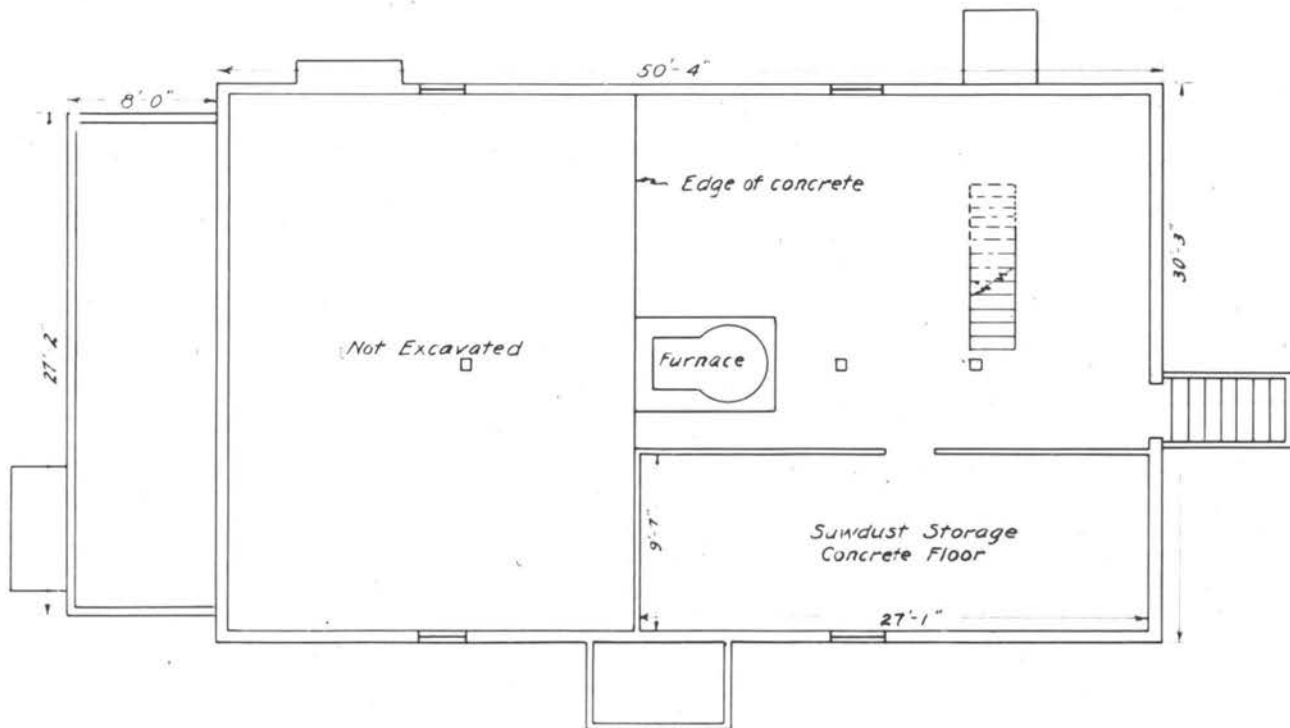 50'-4"
8'-0"
Edge of concrete
30'-3"
27'-2"
Not Excavated
Furnace
9'-7"
Sawdust Storage
Concrete Floor
27'-1"